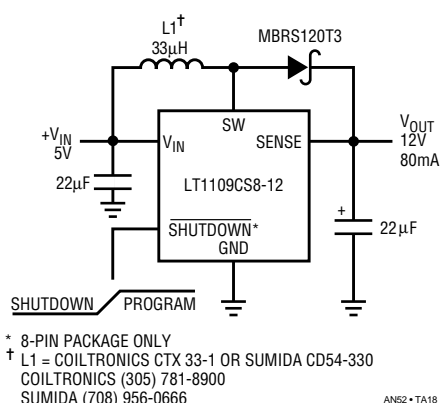 L1†
33µH
MBRS120T3
+VIN
5V
VIN
SW
SENSE
VOUT
12V
80mA
22µF
LT1109CS8-12
+
22µF
SHUTDOWN*
GND
SHUTDOWN
PROGRAM
* 8-PIN PACKAGE ONLY
† L1 = COILTRONICS CTX 33-1 OR SUMIDA CD54-330
COILTRONICS (305) 781-8900
SUMIDA (708) 956-0666
AN52 • TA18